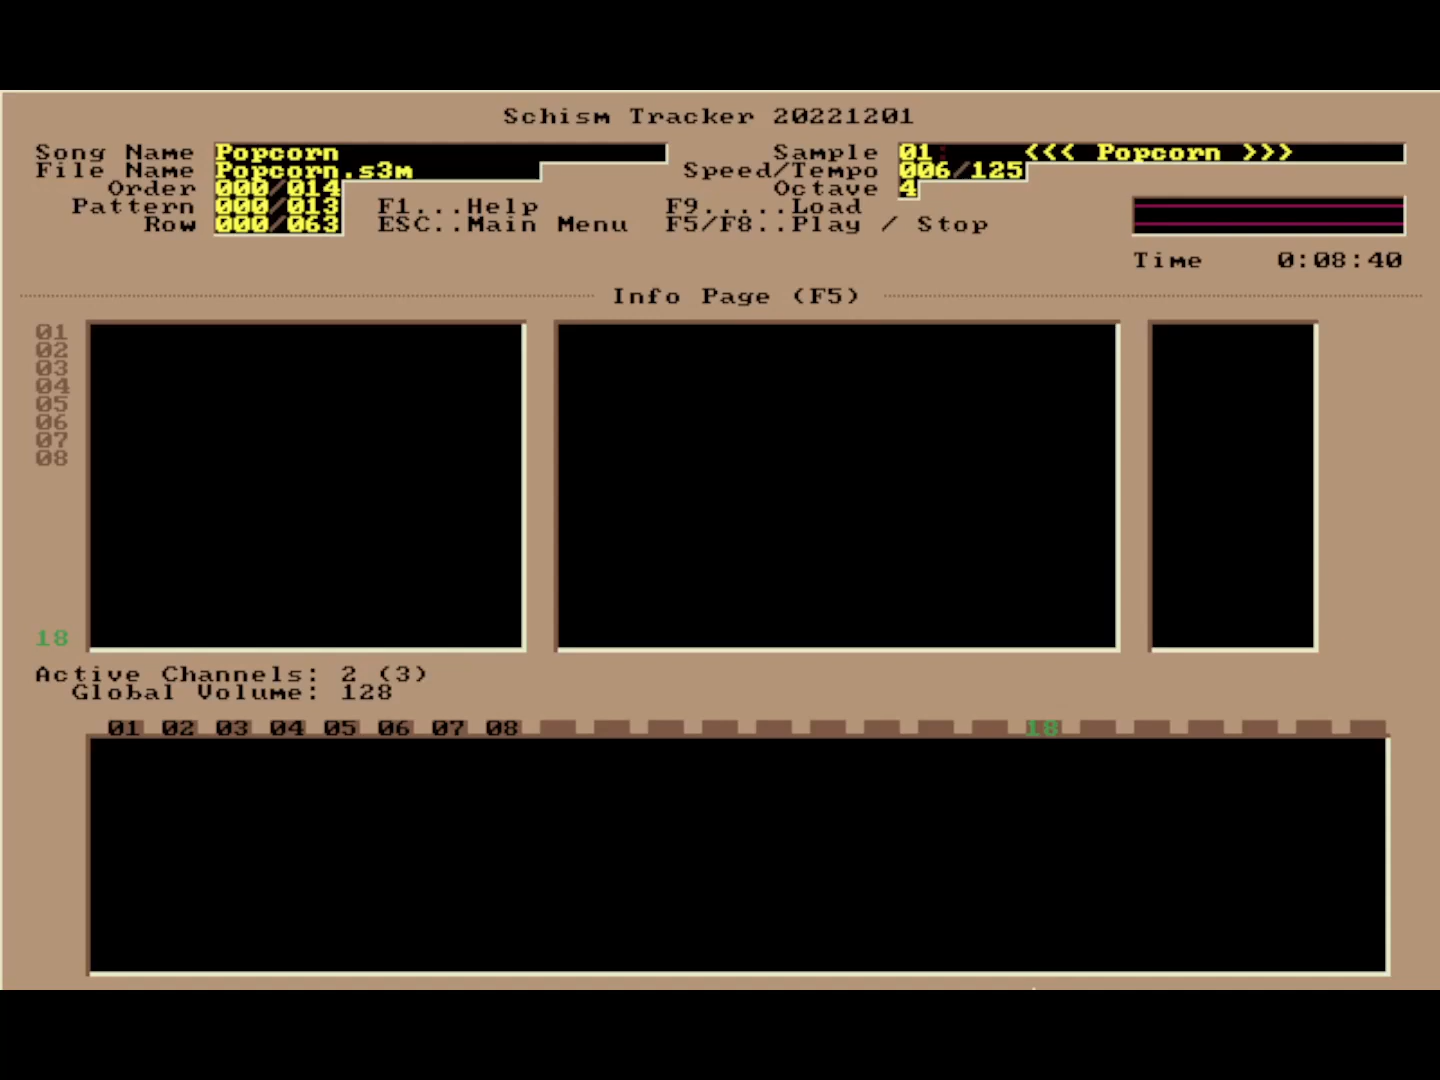 Schism Tracker 20221201
Song Name Popcorn Sample 01: <<< Popcorn >>>
File Name Popcorn.s3m Speed/Tempo 006/125
Order 000/014 Octave 4
Pattern 000/013 F1...Help F9.....Load
Row 000/063 ESC..Main Menu F5/F8..Play / Stop
Time 0:08:40
Info Page (F5)
01
02
03
04
05
06
07
08
18
Active Channels: 2 (3)
Global Volume: 128
01 02 03 04 05 06 07 08 18